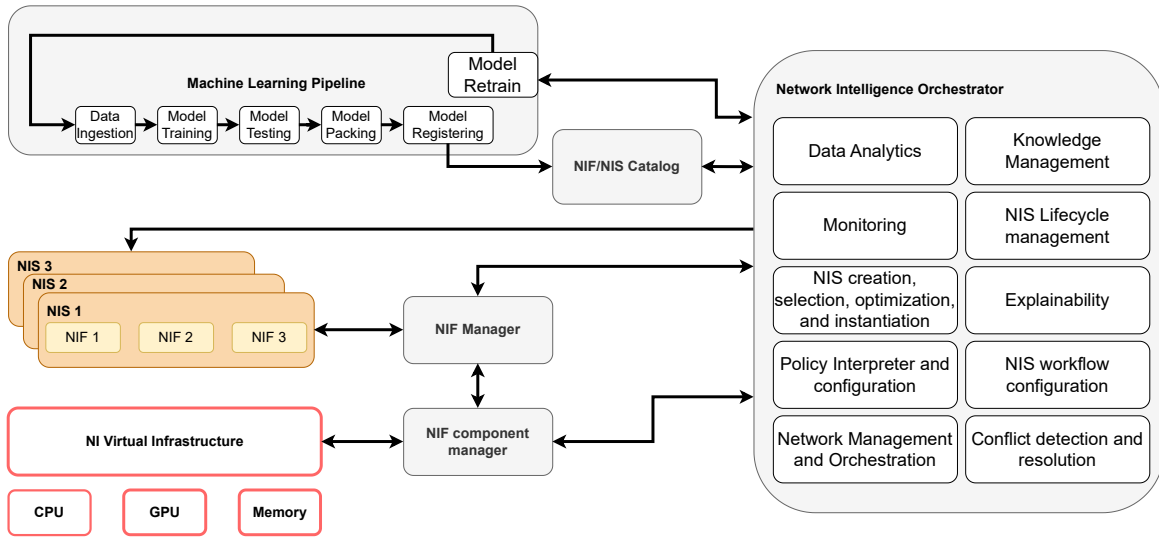 Machine Learning Pipeline
Model
Retrain
Data
Ingestion
Model
Training
Model
Testing
Model
Packing
Model
Registering
NIF/NIS Catalog
Network Intelligence Orchestrator
Data Analytics
Knowledge
Management
Monitoring
NIS Lifecycle
management
NIS creation,
selection, optimization,
and instantiation
Explainability
Policy Interpreter and
configuration
NIS workflow
configuration
Network Management
and Orchestration
Conflict detection and
resolution
NIS 3
NIS 2
NIS 1
NIF 1
NIF 2
NIF 3
NIF Manager
NIF component
manager
NI Virtual Infrastructure
CPU
GPU
Memory